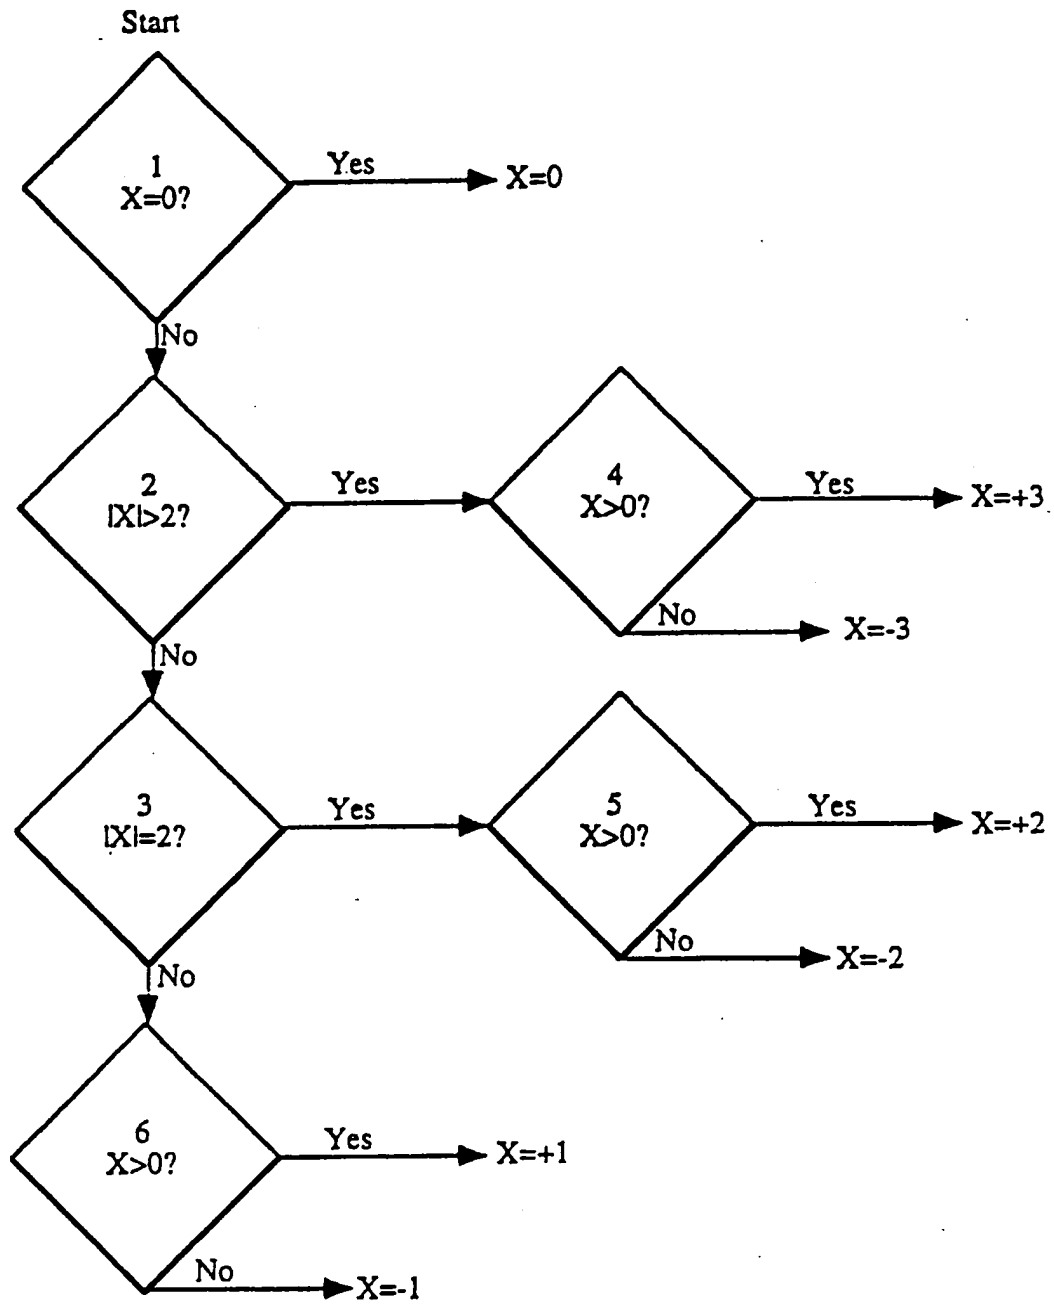 Start
1
X=0?
Yes
X=0
No
2
|X|>2?
Yes
4
X>0?
Yes
X=+3
No
X=-3
No
3
|X|=2?
Yes
5
X>0?
Yes
X=+2
No
X=-2
No
6
X>0?
Yes
X=+1
No
X=-1